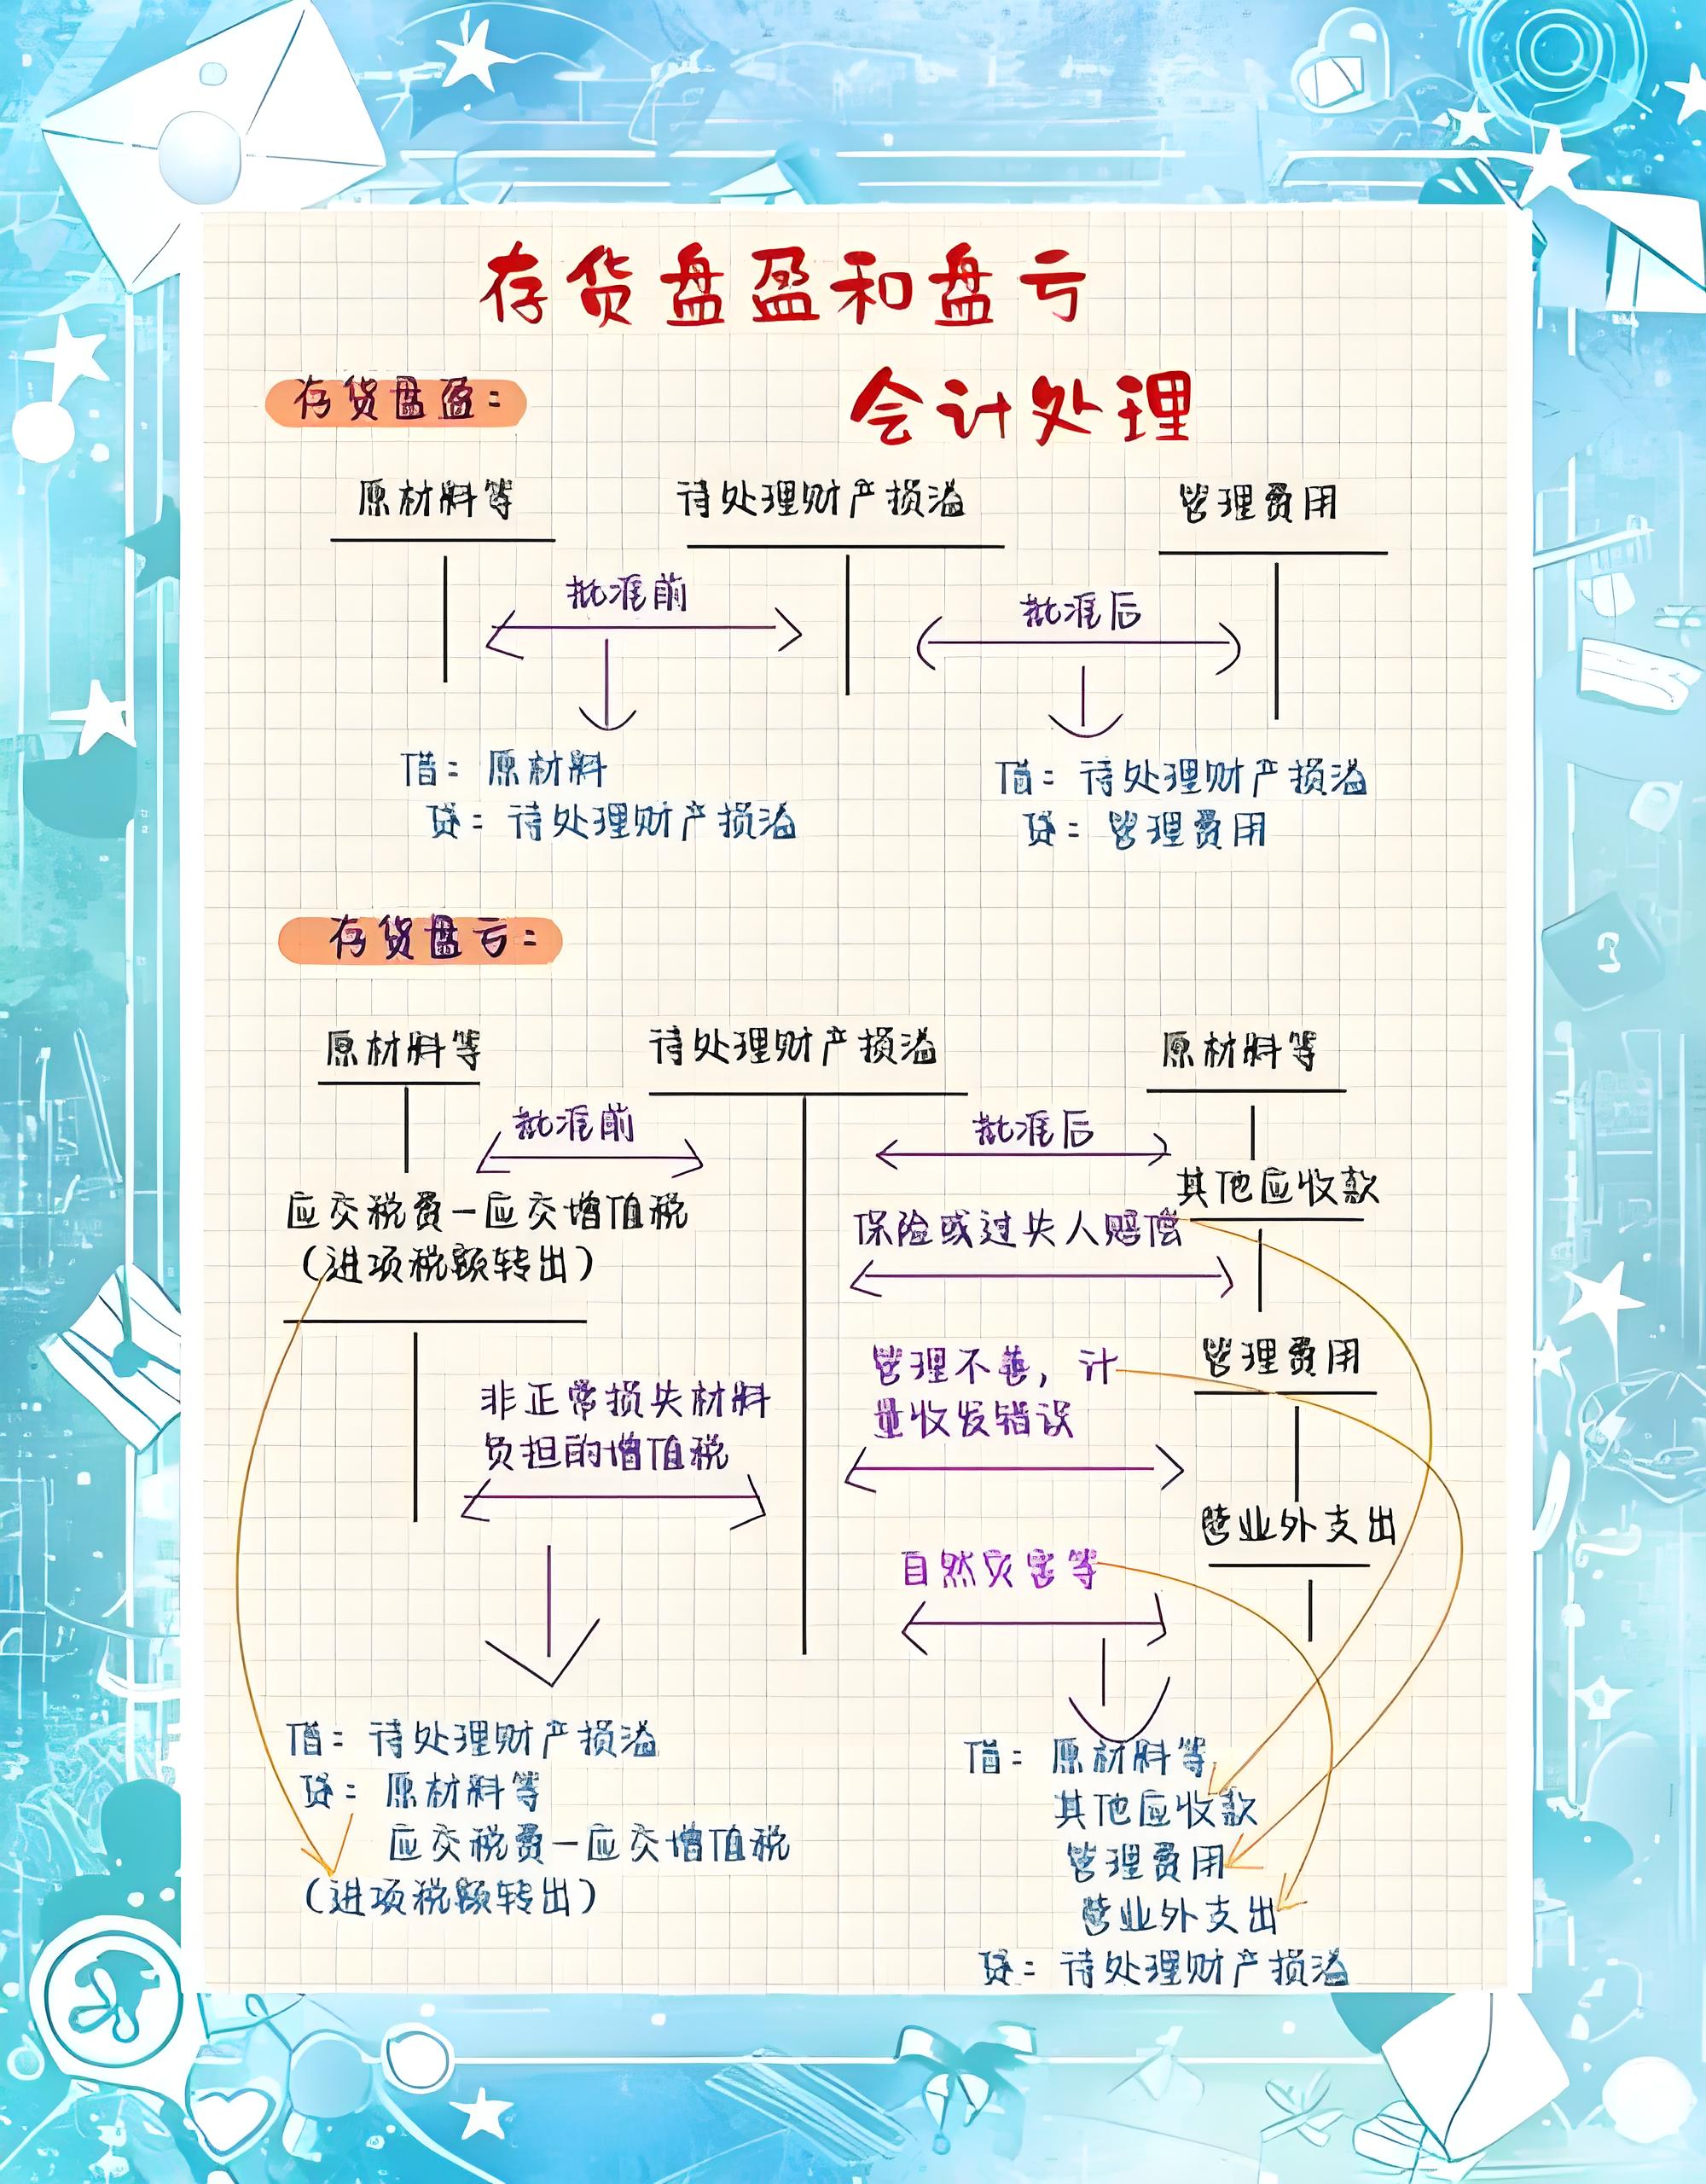 存货盘盈和盘亏
会计处理
存货盘盈：
原材料等
待处理财产损溢
管理费用
批准前
批准后
借：原材料
贷：待处理财产损溢
借：待处理财产损溢
贷：管理费用
存货盘亏：
原材料等
待处理财产损溢
原材料等
批准前
批准后
应交税费－应交增值税
（进项税额转出）
其他应收款
保险或过失人赔偿
非正常损失材料
负担的增值税
管理不善，计
量收发错误
管理费用
营业外支出
自然灾害等
借：待处理财产损溢
贷：原材料等
应交税费－应交增值税
（进项税额转出）
借：原材料等
其他应收款
管理费用
营业外支出
贷：待处理财产损溢